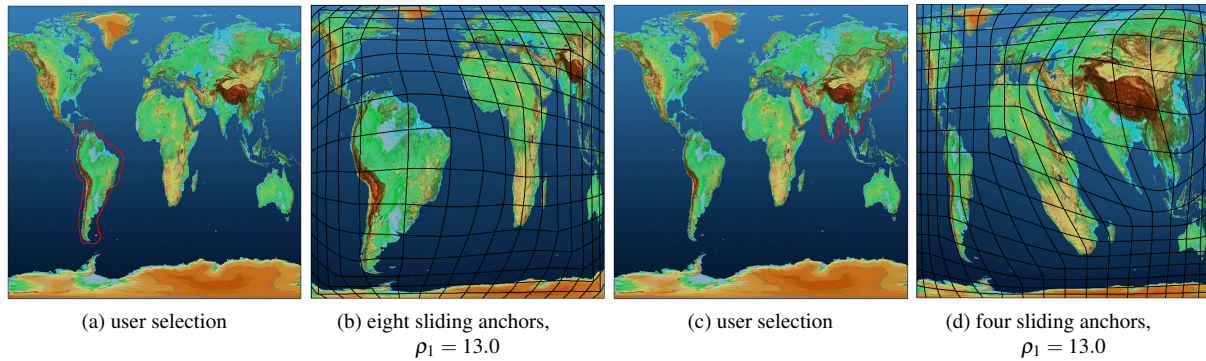 (a) user selection
(b) eight sliding anchors,
ρ₁ = 13.0
(c) user selection
(d) four sliding anchors,
ρ₁ = 13.0